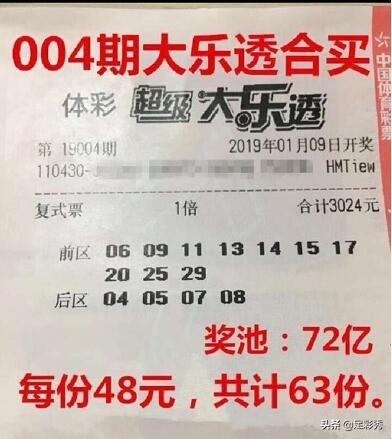 004期大乐透合买
体彩 超级大乐透
中国体育彩票
第 19004期 2019年01月09日开奖
110430- HMTiew
复式票 1倍 合计3024元
前区 06 09 11 13 14 15 17
20 25 29
后区 04 05 07 08
奖池：72亿
每份48元，共计63份。
头条 @足彩秀